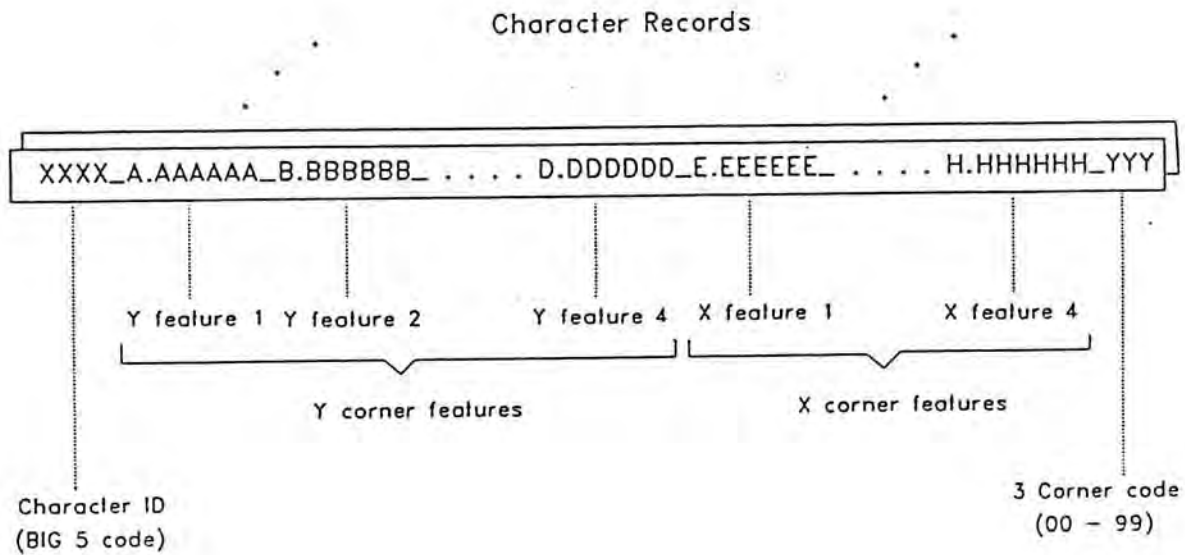 Character Records
XXXX_A.AAAAAA_B.BBBBBB_ . . . . D.DDDDDD_E.EEEEEE_ . . . . H.HHHHHH_YYY
Y feature 1 Y feature 2 Y feature 4 X feature 1 X feature 4
Y corner features X corner features
Character ID
(BIG 5 code)
3 Corner code
(00 - 99)